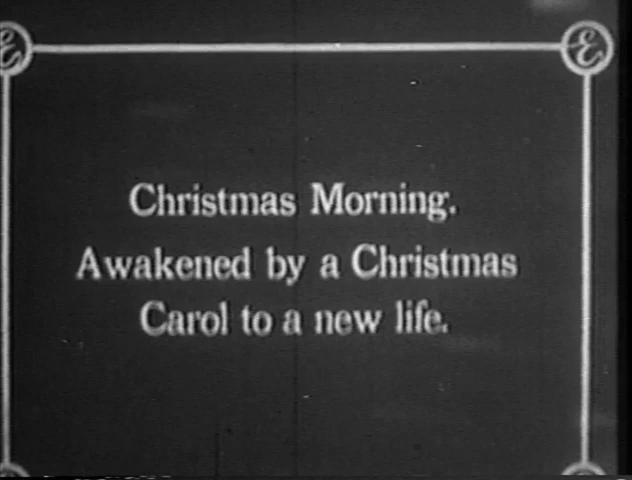 E E
Christmas Morning.
Awakened by a Christmas
Carol to a new life.